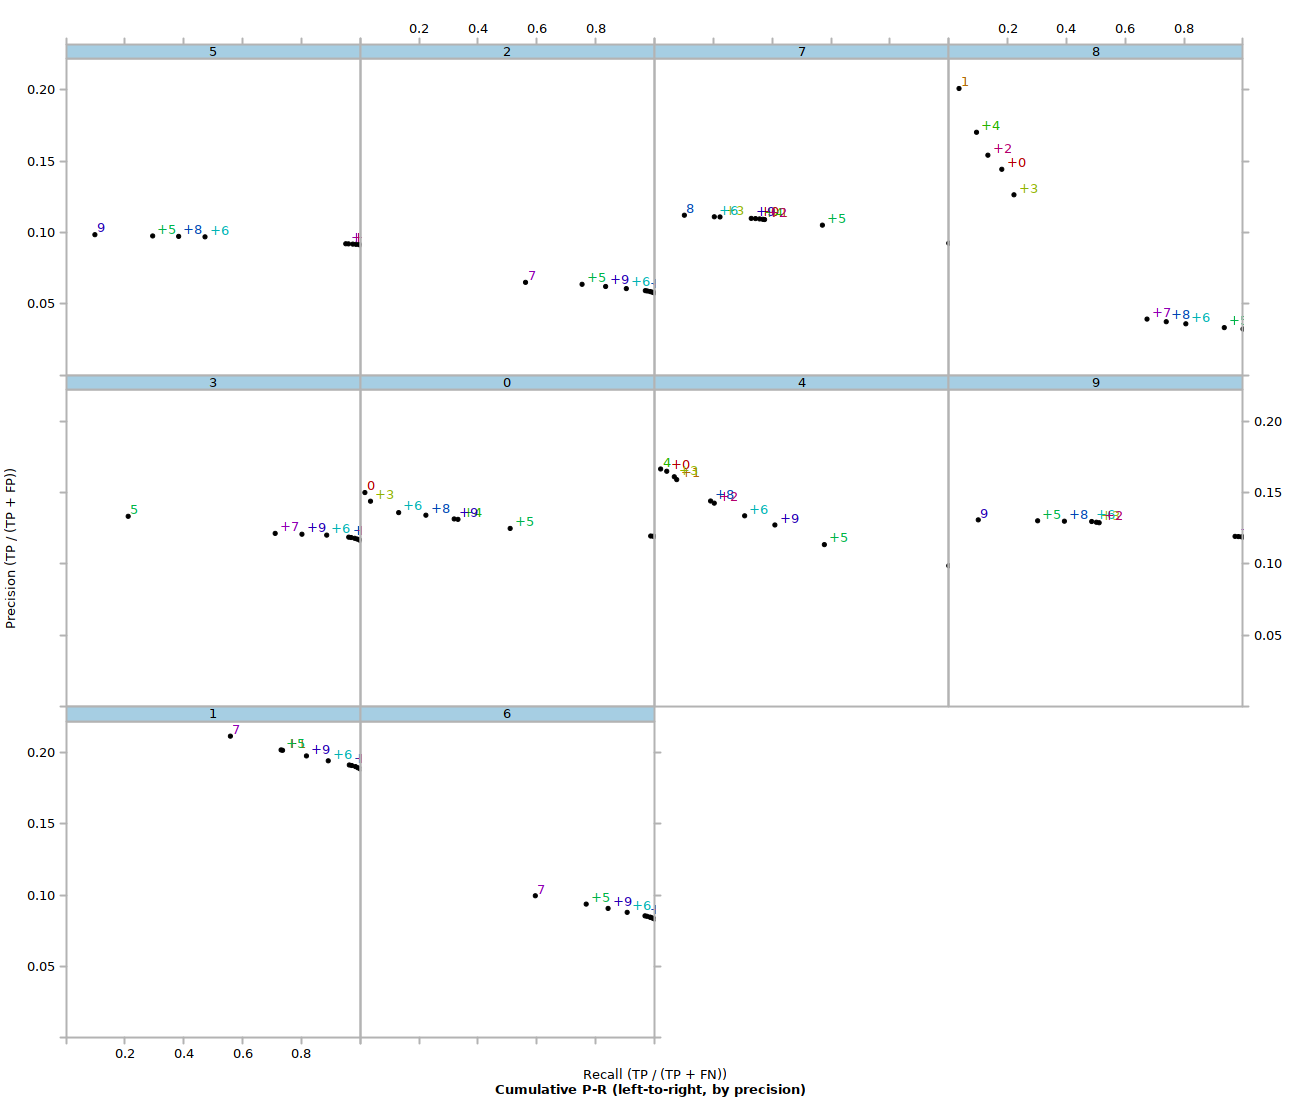 0.2 0.4 0.6 0.8 0.2 0.4 0.6 0.8
5 2 7 8
0.20
0.15
0.10
0.05
9 +5 +8 +6
7 +5 +9 +6
8 +6 +3 +5
1
+4
+2
+0
+3
+7 +8 +6 +
3 0 4 9
5 +7 +9 +6 +
0 +3 +6 +8 +9 +4 +5
4 +0 +3 +1 +8 +2 +6 +9 +5
9 +5 +8 +6 +2
0.20
0.15
0.10
0.05
1 6
0.20
0.15
0.10
0.05
7 +5 +9 +6
7 +5 +9 +6
0.2 0.4 0.6 0.8
Precision (TP / (TP + FP))
Recall (TP / (TP + FN))
Cumulative P-R (left-to-right, by precision)